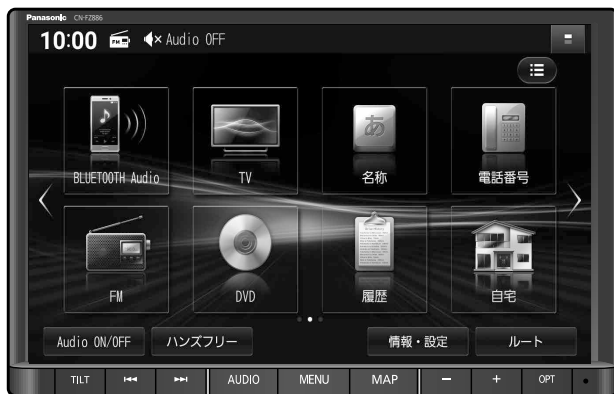 Panasonic CN-FZ886
10:00 FM Audio OFF
あ
BLUETOOTH Audio TV 名称 電話番号
FM DVD 履歴 自宅
Audio ON/OFF ハンズフリー 情報・設定 ルート
TILT AUDIO MENU MAP − + OPT